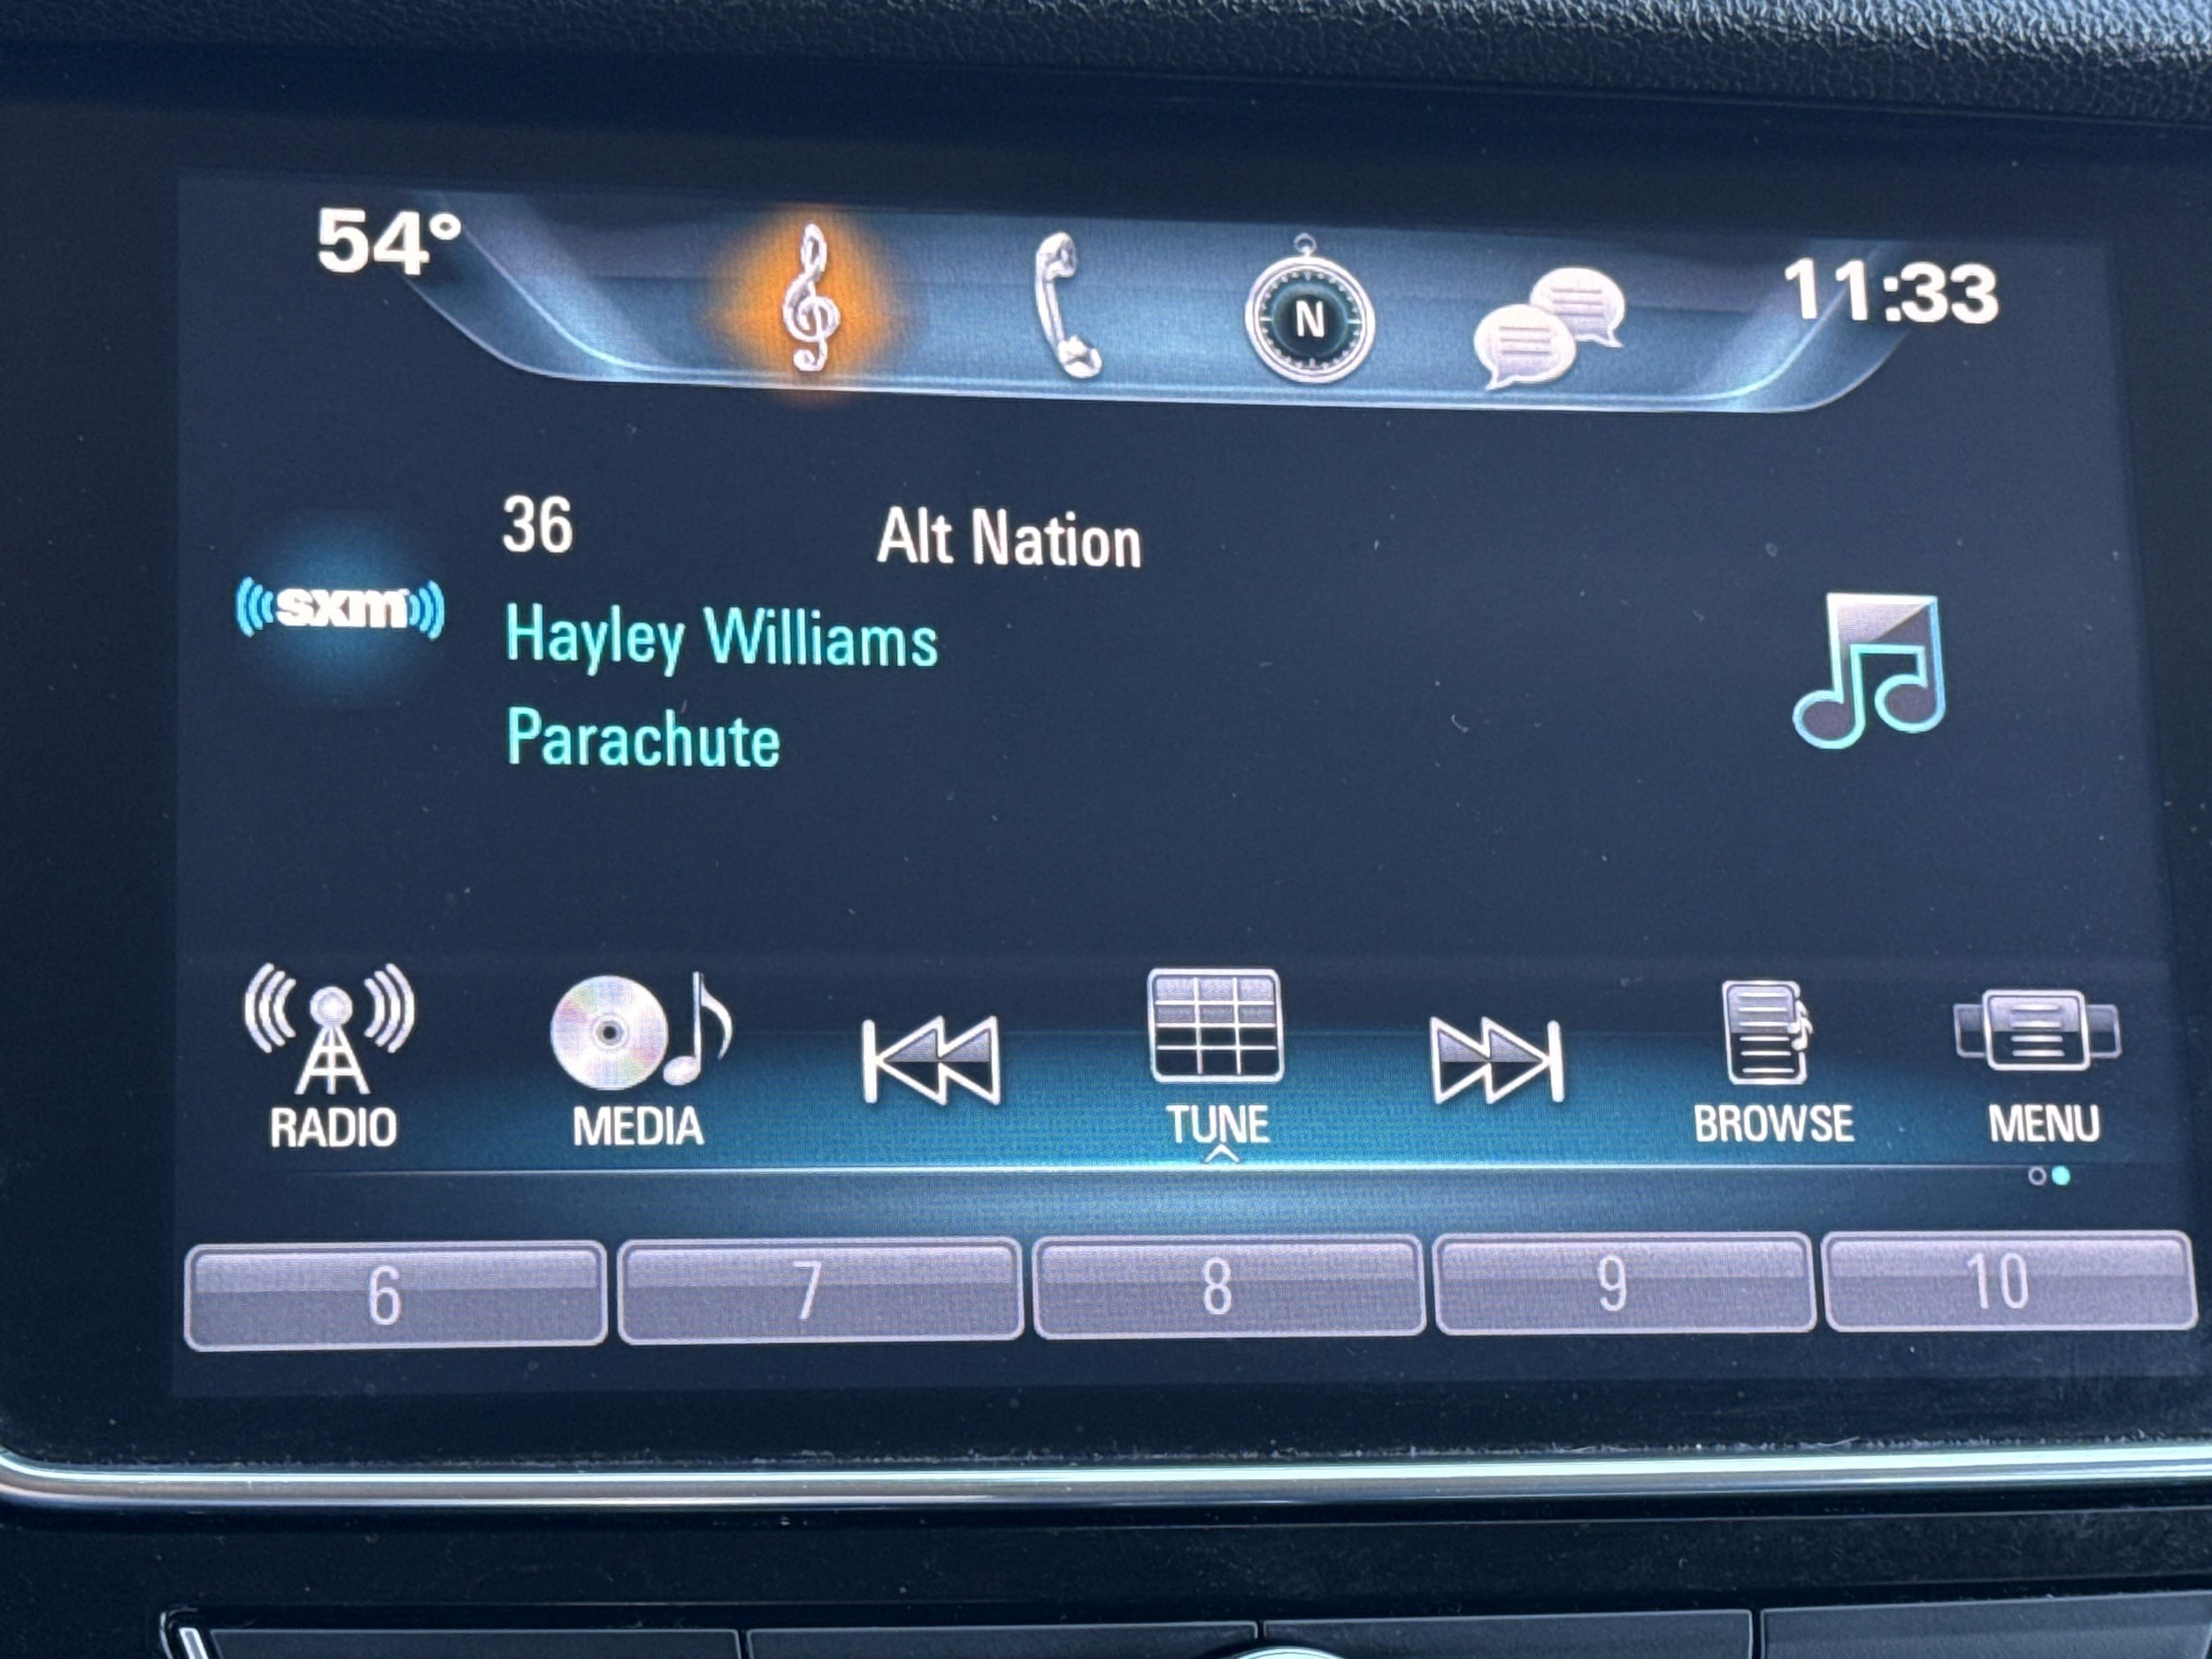 54° N 11:33
36 Alt Nation
sxm
Hayley Williams
Parachute
RADIO MEDIA TUNE BROWSE MENU
6 7 8 9 10